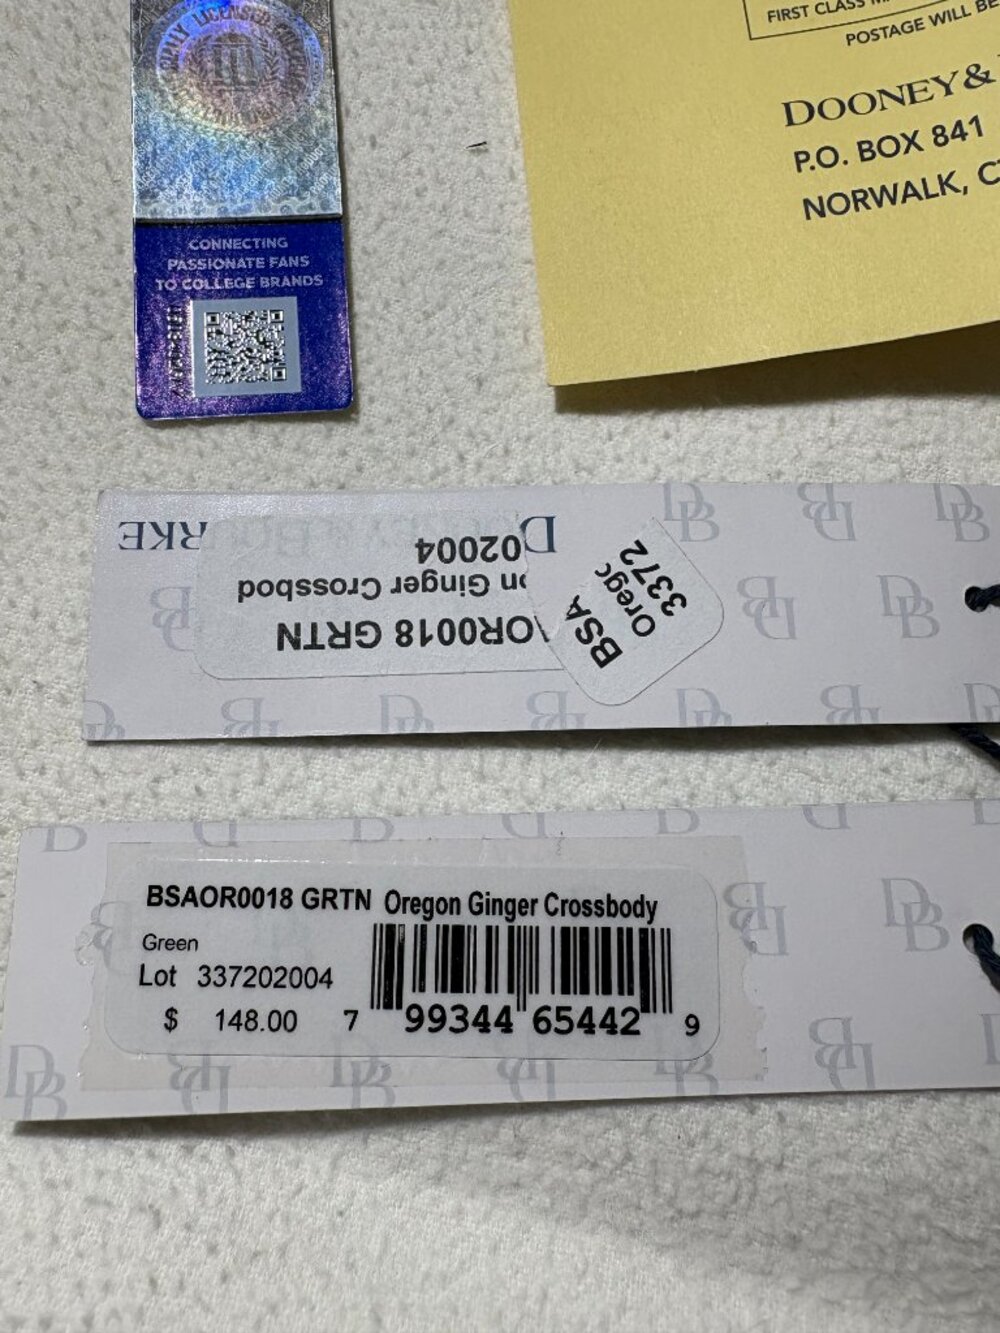 LICENSED
CONNECTING
PASSIONATE FANS
TO COLLEGE BRANDS
FIRST CLASS
POSTAGE WILL BE
DOONEY &
P.O. BOX 841
NORWALK,
D
RKE
OR0018 GRTN
on Ginger Crossbod
02004
BSA
Orego
3372
BSAOR0018 GRTN Oregon Ginger Crossbody
Green
Lot 337202004
$ 148.00
7 99344 65442 9